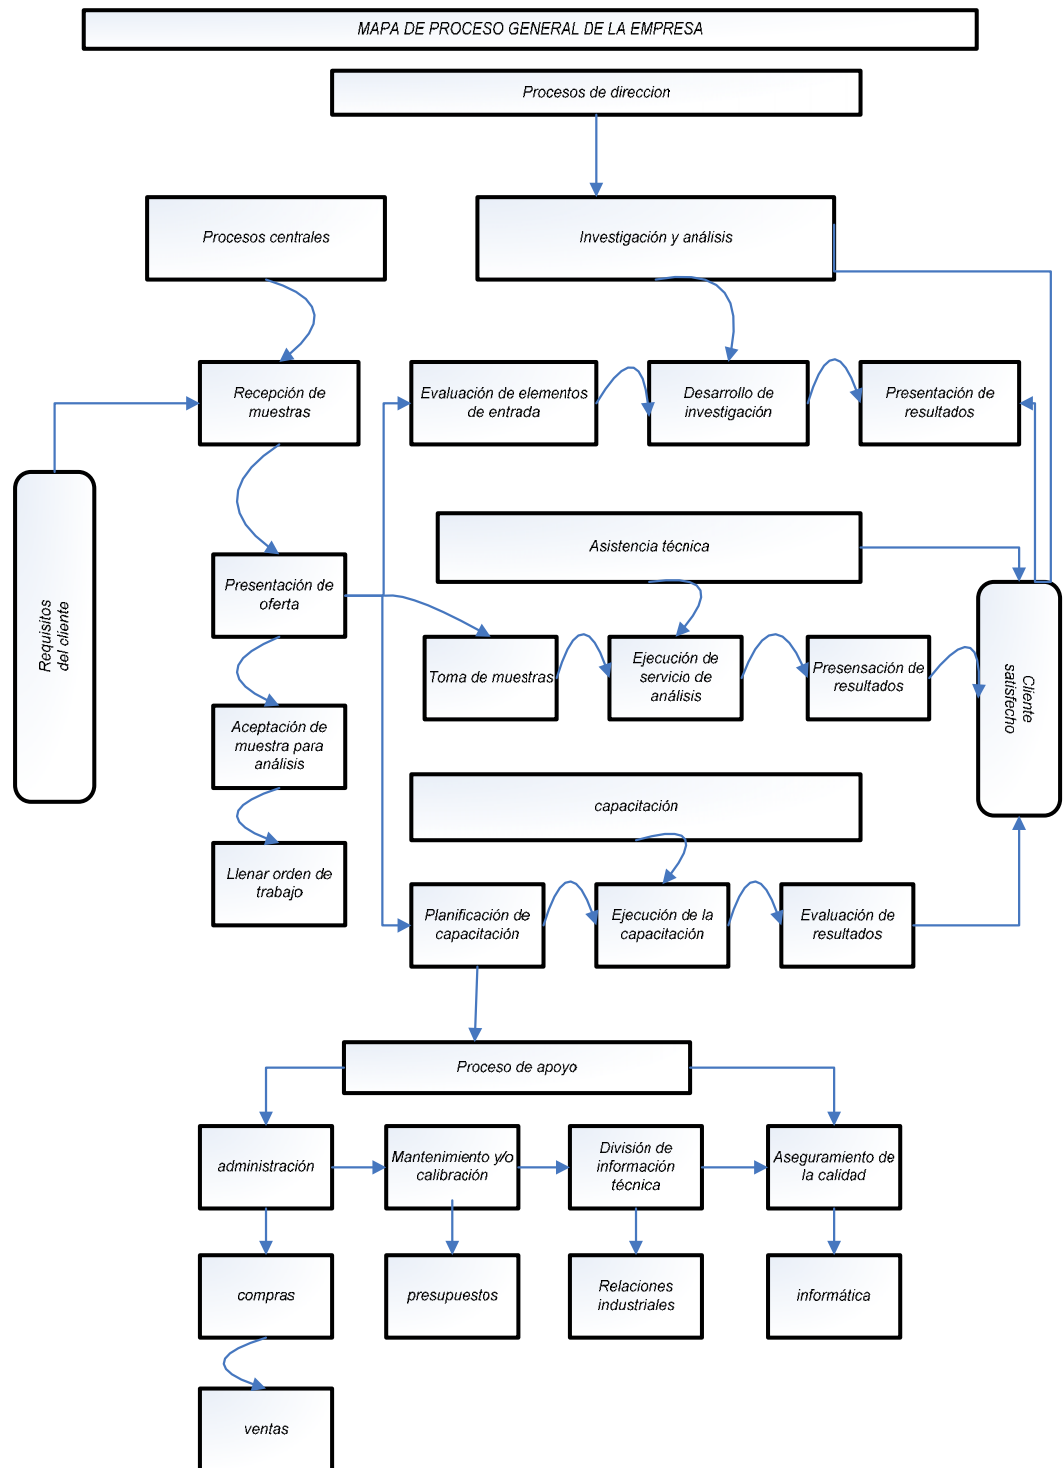 MAPA DE PROCESO GENERAL DE LA EMPRESA
Procesos de direccion
Procesos centrales
Investigación y análisis
Recepción de
muestras
Evaluación de elementos
de entrada
Desarrollo de
investigación
Presentación de
resultados
Requisitos
del cliente
Asistencia técnica
Presentación de
oferta
Toma de muestras
Ejecución de
servicio de
análisis
Presensación de
resultados
Cliente
satisfecho
Aceptación de
muestra para
análisis
capacitación
Llenar orden de
trabajo
Planificación de
capacitación
Ejecución de la
capacitación
Evaluación de
resultados
Proceso de apoyo
administración
Mantenimiento y/o
calibración
División de
información
técnica
Aseguramiento de
la calidad
compras
presupuestos
Relaciones
industriales
informática
ventas